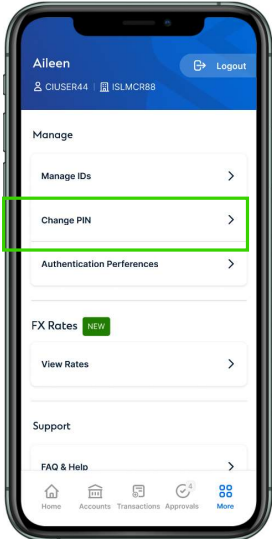 Aileen
Logout
CIUSER44 ISLMCR88
Manage
Manage IDs
Change PIN
Authentication Preferences
FX Rates NEW
View Rates
Support
FAQ & Help
4
Home Accounts Transactions Approvals More